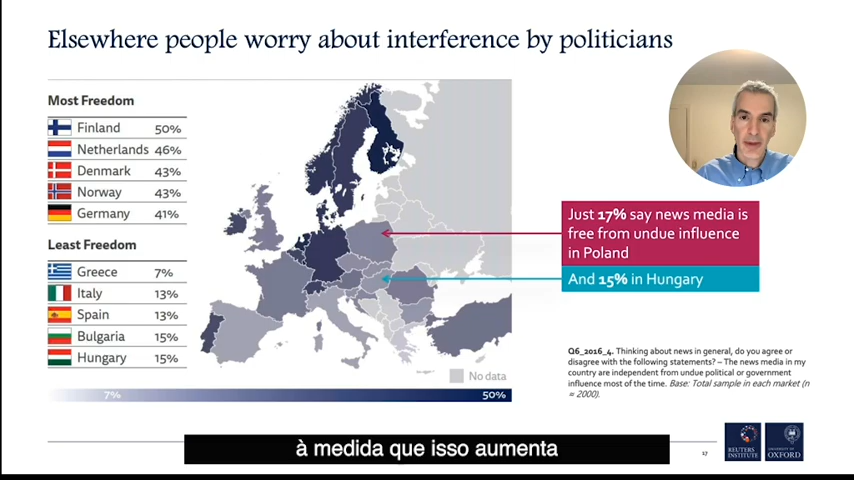 Elsewhere people worry about interference by politicians
Most Freedom
Finland 50%
Netherlands 46%
Denmark 43%
Norway 43%
Germany 41%
Least Freedom
Greece 7%
Italy 13%
Spain 13%
Bulgaria 15%
Hungary 15%
Just 17% say news media is
free from undue influence
in Poland
And 15% in Hungary
No data
7% 50%
Q6_2016_4. Thinking about news in general, do you agree or
disagree with the following statements? – The news media in my
country are independent from undue political or government
influence most of the time. Base: Total sample in each market (n
≈ 2000).
à medida que isso aumenta
17
REUTERS
INSTITUTE
UNIVERSITY OF
OXFORD